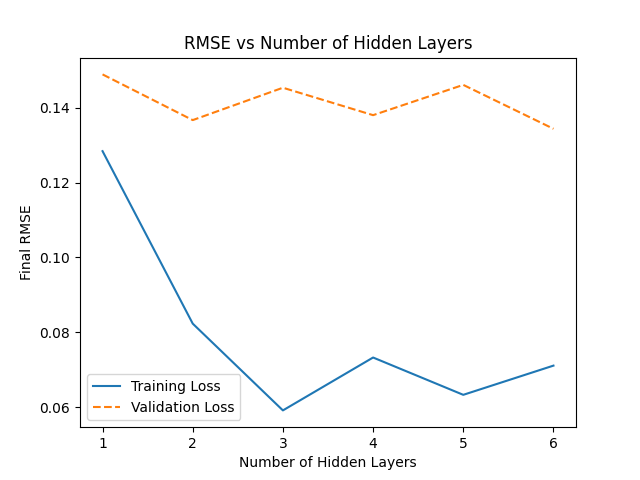 RMSE vs Number of Hidden Layers
Final RMSE
0.14
0.12
0.10
0.08
0.06
Training Loss
Validation Loss
1 2 3 4 5 6
Number of Hidden Layers